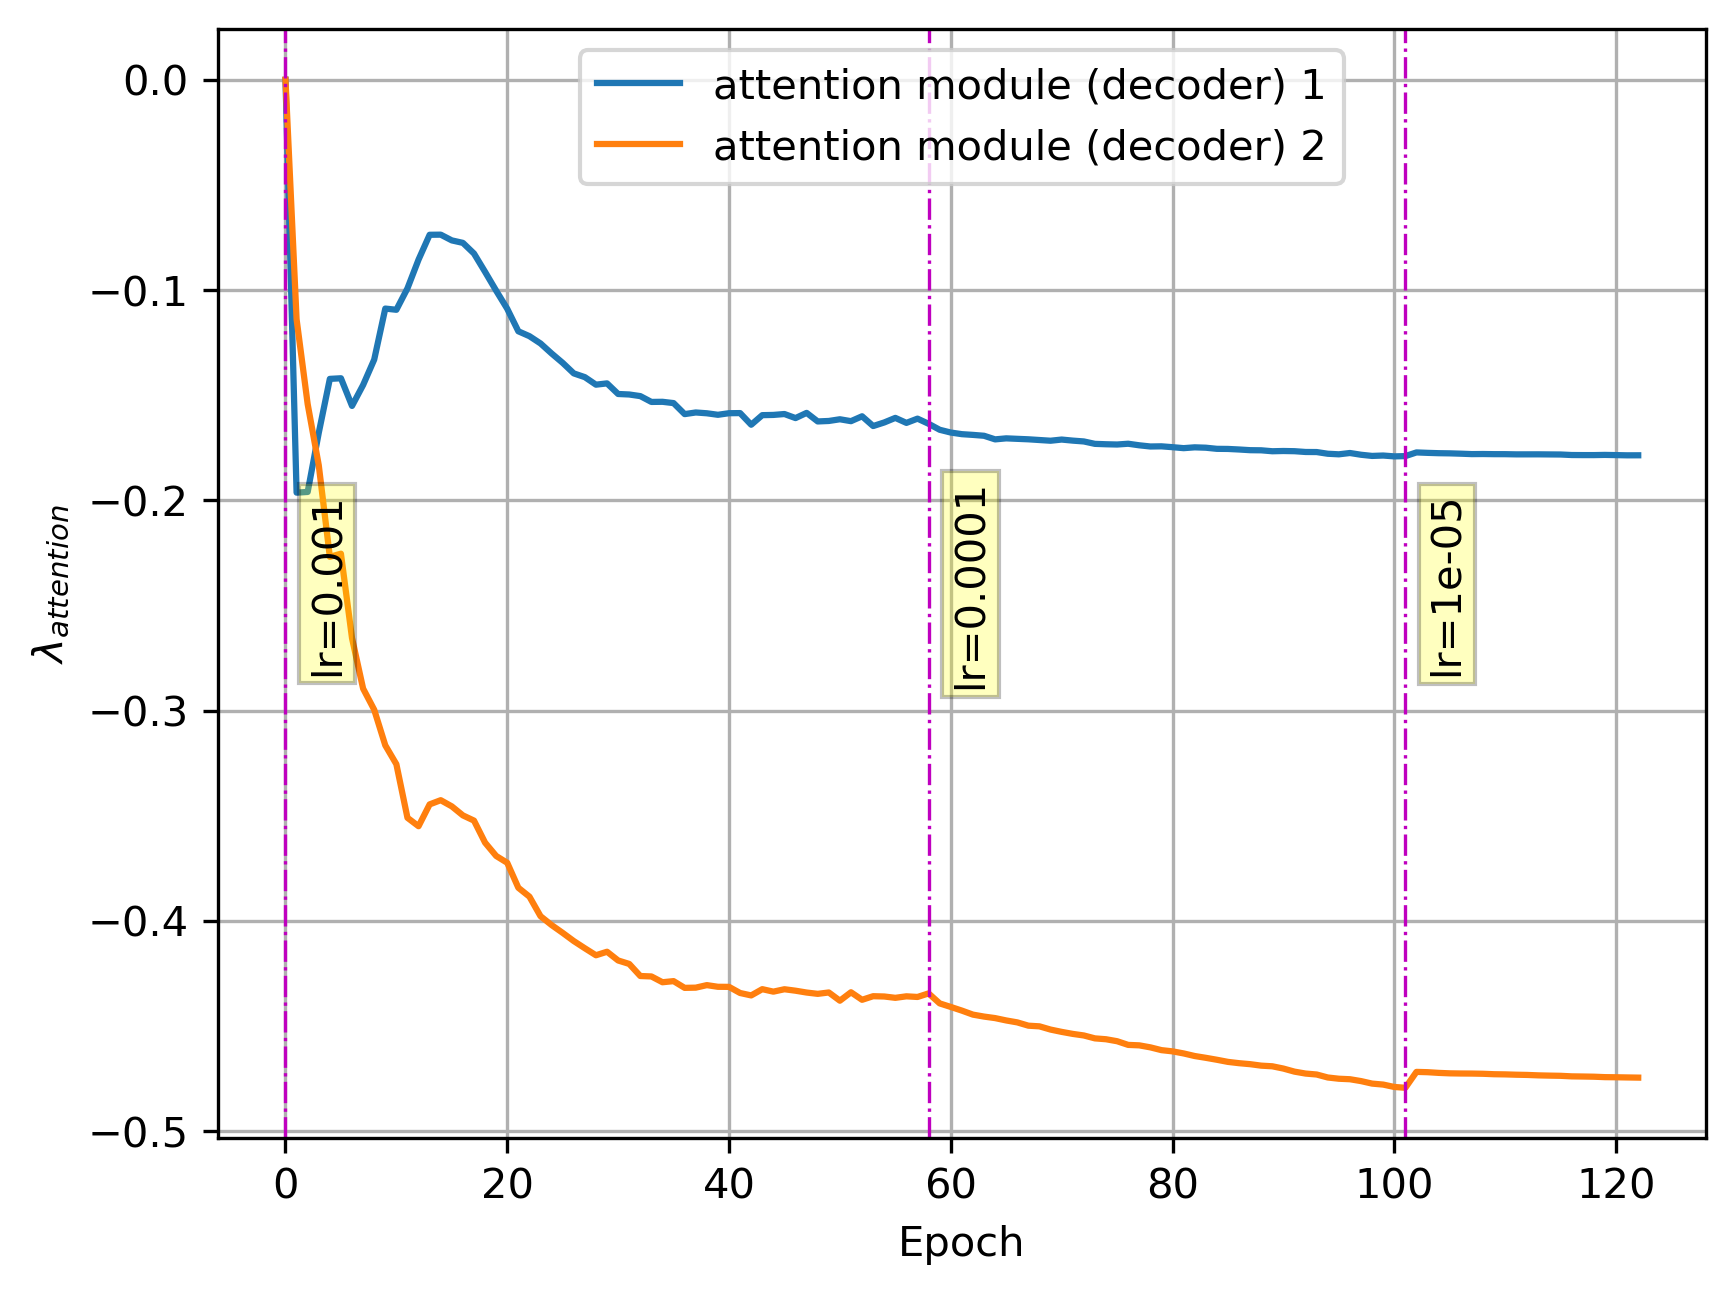 attention module (decoder) 1
attention module (decoder) 2
0.0
−0.1
−0.2
−0.3
−0.4
−0.5
λattention
lr=0.001
lr=0.0001
lr=1e-05
0 20 40 60 80 100 120
Epoch